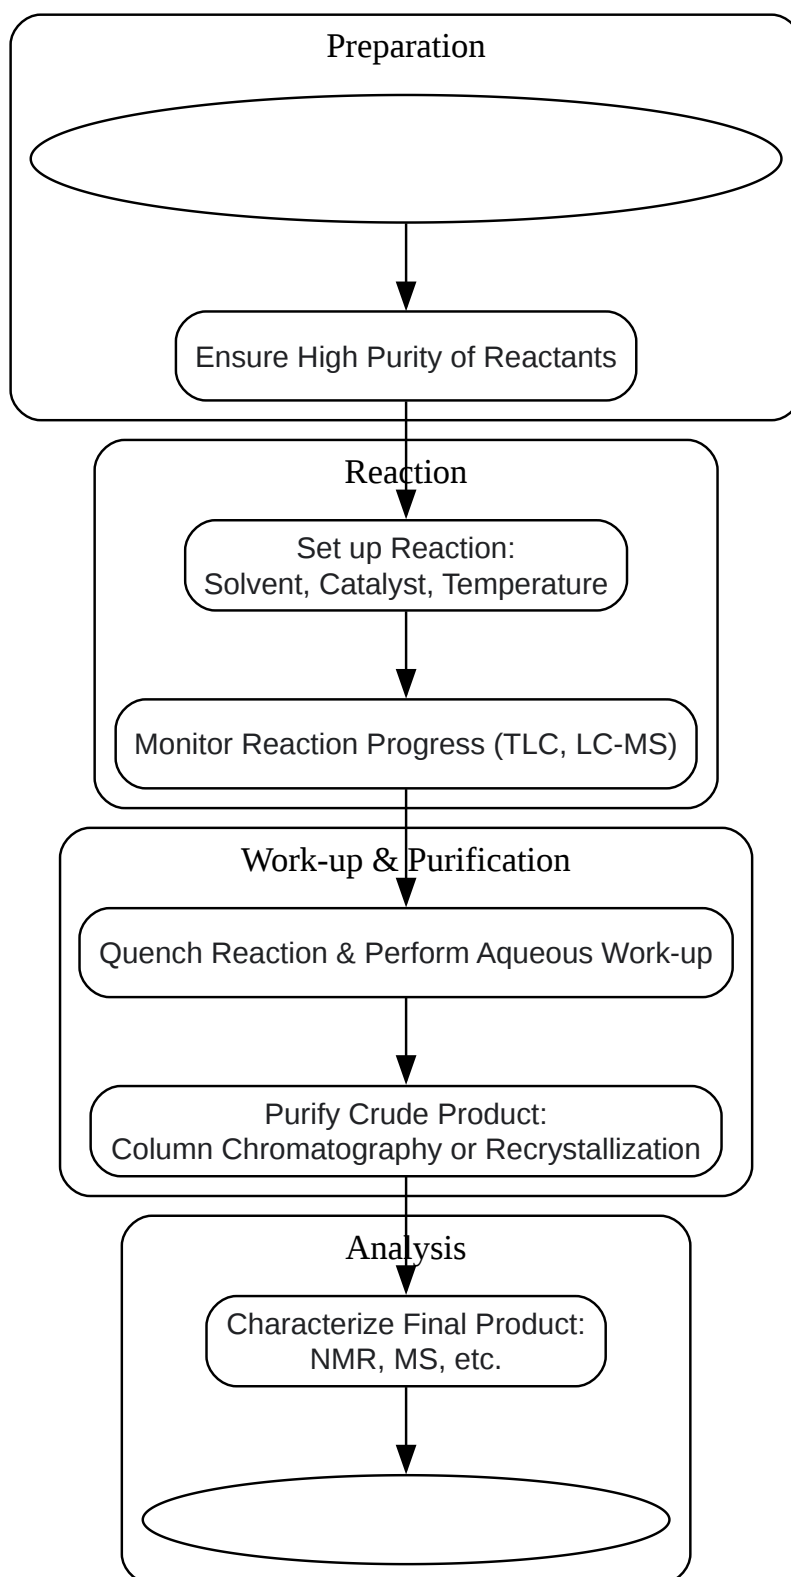 Preparation
Ensure High Purity of Reactants
Reaction
Set up Reaction:
Solvent, Catalyst, Temperature
Monitor Reaction Progress (TLC, LC-MS)
Work-up & Purification
Quench Reaction & Perform Aqueous Work-up
Purify Crude Product:
Column Chromatography or Recrystallization
Analysis
Characterize Final Product:
NMR, MS, etc.